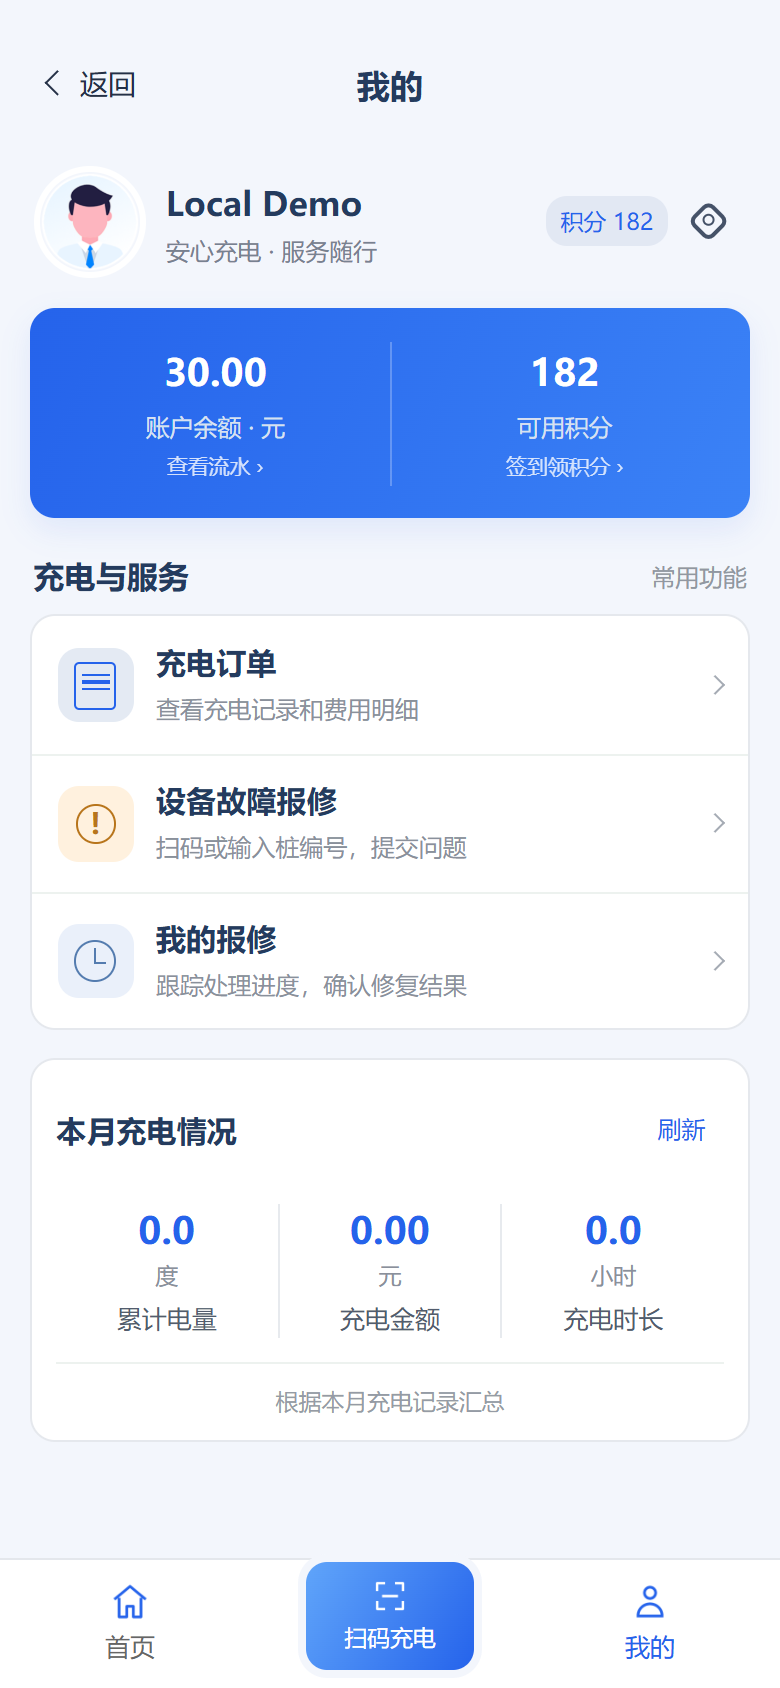 返回
我的
Local Demo
安心充电 · 服务随行
积分 182
30.00
账户余额 · 元
查看流水 ›
182
可用积分
签到领积分 ›
充电与服务
常用功能
充电订单
查看充电记录和费用明细
设备故障报修
扫码或输入桩编号，提交问题
我的报修
跟踪处理进度，确认修复结果
本月充电情况
刷新
0.0
度
累计电量
0.00
元
充电金额
0.0
小时
充电时长
根据本月充电记录汇总
首页
扫码充电
我的